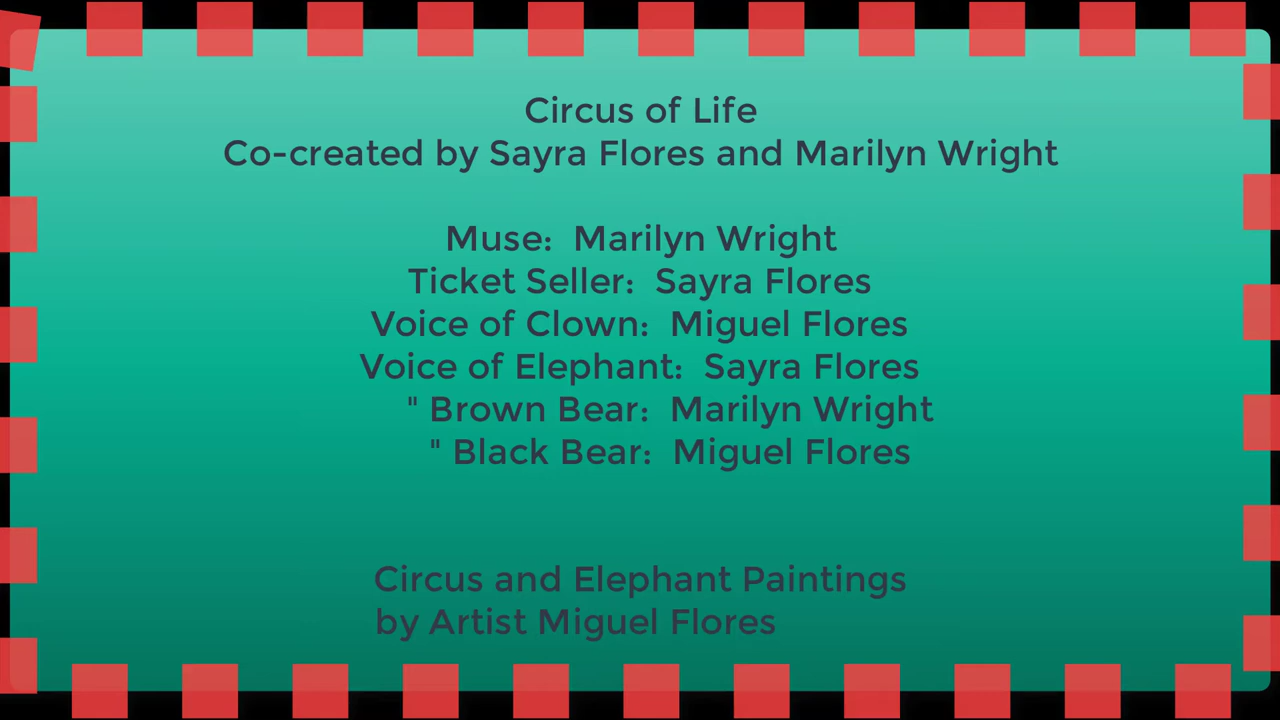 Circus of Life
Co-created by Sayra Flores and Marilyn Wright
Muse: Marilyn Wright
Ticket Seller: Sayra Flores
Voice of Clown: Miguel Flores
Voice of Elephant: Sayra Flores
" Brown Bear: Marilyn Wright
" Black Bear: Miguel Flores
Circus and Elephant Paintings
by Artist Miguel Flores